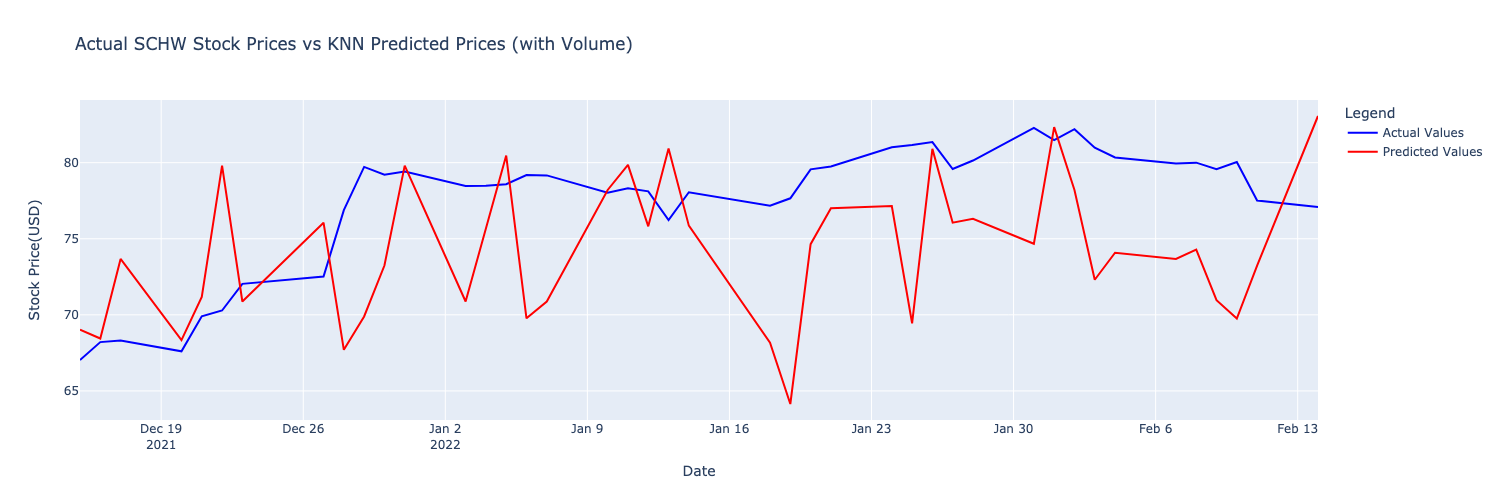 Actual SCHW Stock Prices vs KNN Predicted Prices (with Volume)
Legend
Actual Values
Predicted Values
Stock Price(USD)
80
75
70
65
Dec 19
2021
Dec 26
Jan 2
2022
Jan 9
Jan 16
Jan 23
Jan 30
Feb 6
Feb 13
Date